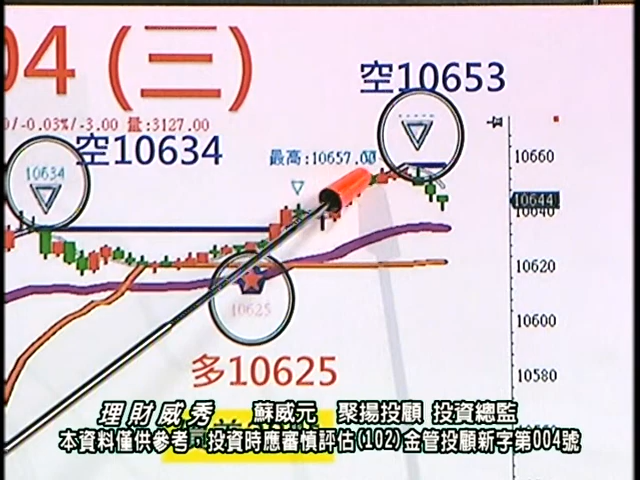 04 (三)
空10653
/-0.03%/-3.00 量:3127.00
空10634
最高:10657.00
10634
10660
10644
10640
10620
10625
10600
多10625
10580
理財威秀 蘇威元 聚揚投顧 投資總監
本資料僅供參考，投資時應審慎評估(102)金管投顧新字第004號